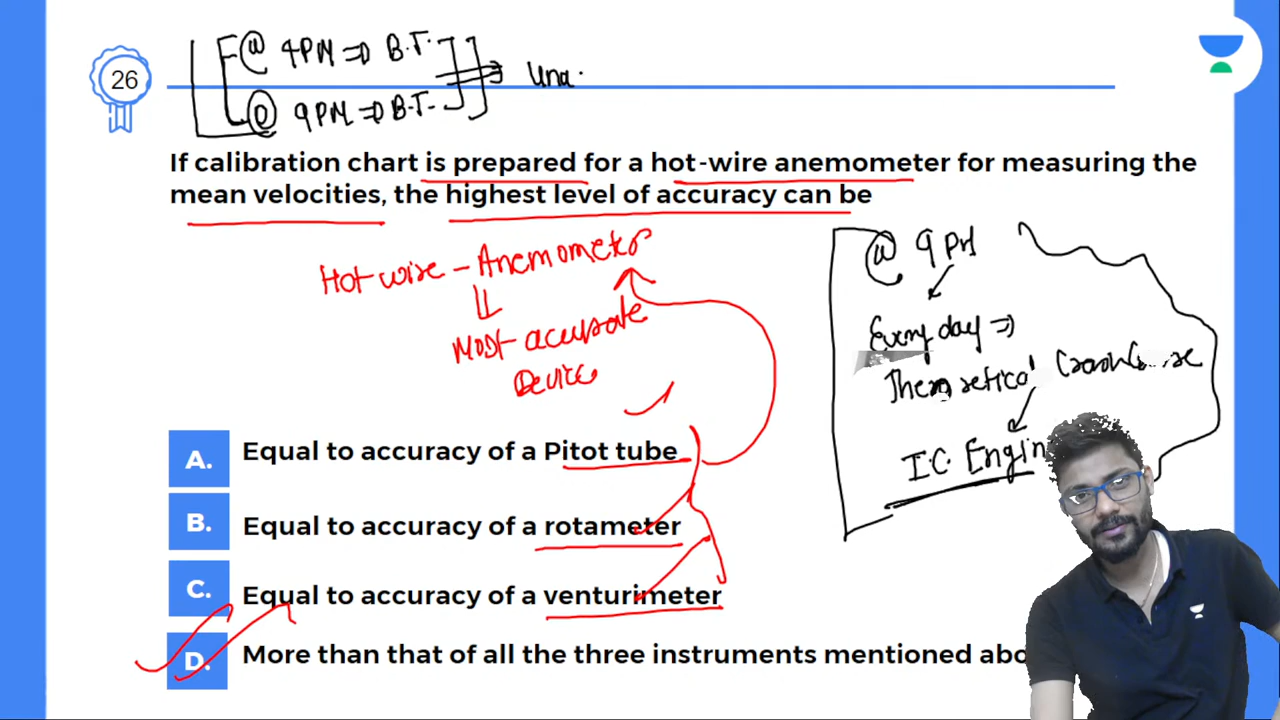 @ 9PM ⇒ B.T.
26
@ 9PM ⇒ B.T.
Una.
If calibration chart is prepared for a hot-wire anemometer for measuring the
mean velocities, the highest level of accuracy can be
@ 9 PM
Hot wire - Anemometer
Every day ⇒
Most accurate
Device
A. Equal to accuracy of a Pitot tube
I.C. Engin
B. Equal to accuracy of a rotameter
C. Equal to accuracy of a venturimeter
D. More than that of all the three instruments mentioned abo